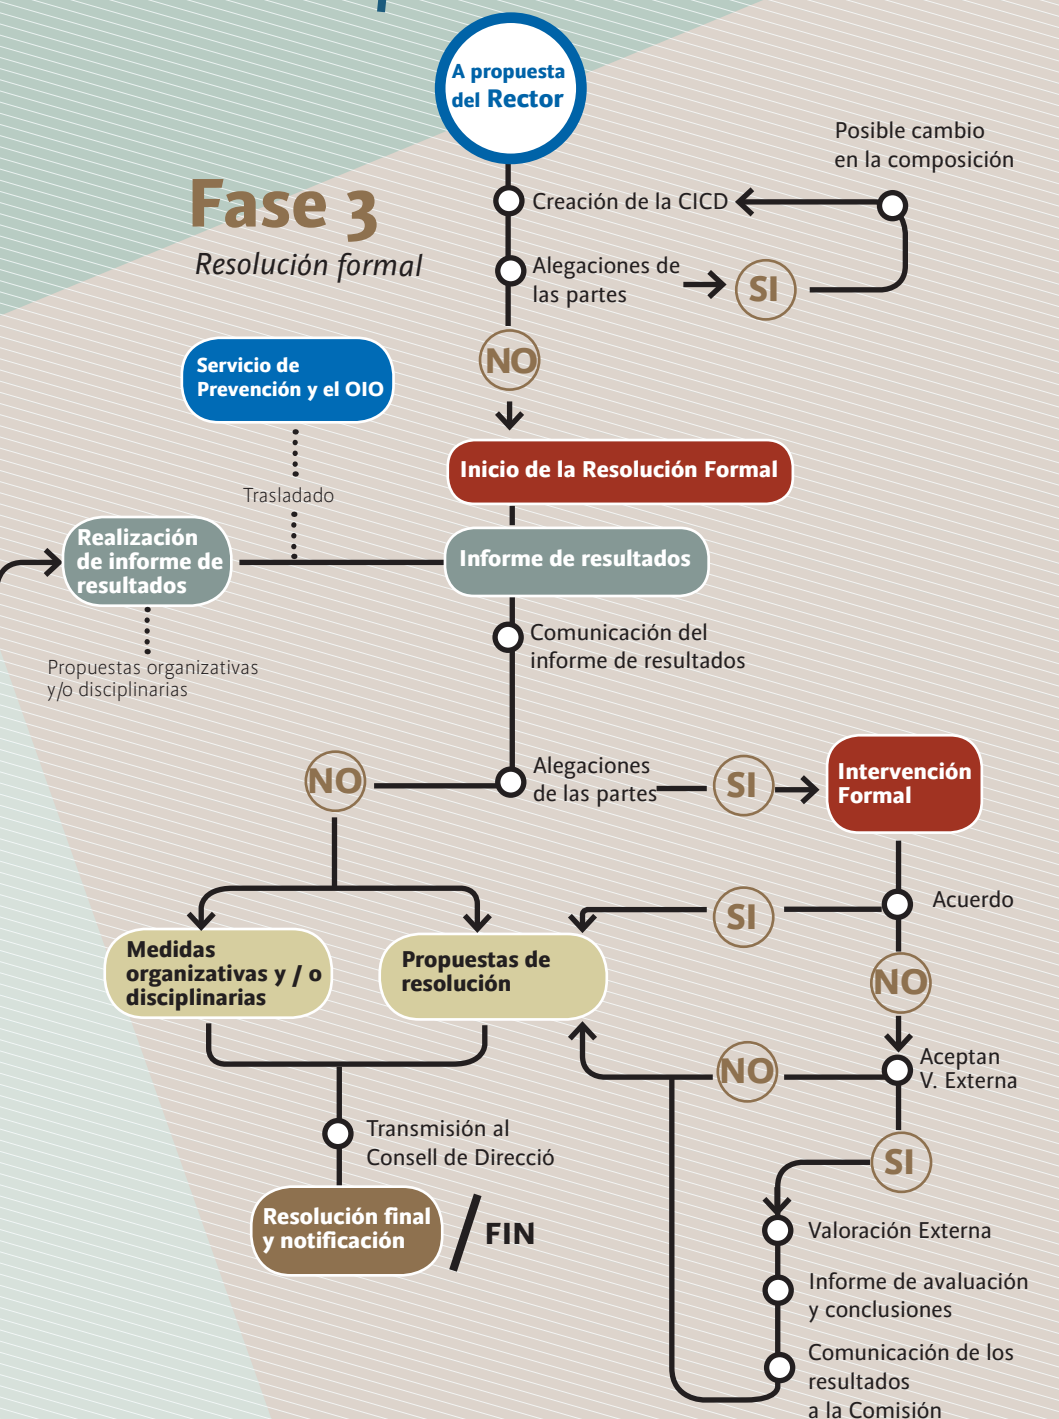 A propuesta
del Rector
Posible cambio
en la composición
Fase 3
Resolución formal
Creación de la CICD
Alegaciones de
las partes
SI
NO
Servicio de
Prevención y el OIO
Trasladado
Inicio de la Resolución Formal
Realización
de informe de
resultados
Informe de resultados
Propuestas organizativas
y/o disciplinarias
Comunicación del
informe de resultados
NO
Alegaciones
de las partes
SI
Intervención
Formal
Acuerdo
SI
NO
Medidas
organizativas y / o
disciplinarias
Propuestas de
resolución
Aceptan
V. Externa
NO
SI
Transmisión al
Consell de Direcció
Resolución final
y notificación
FIN
Valoración Externa
Informe de avaluación
y conclusiones
Comunicación de los
resultados
a la Comisión